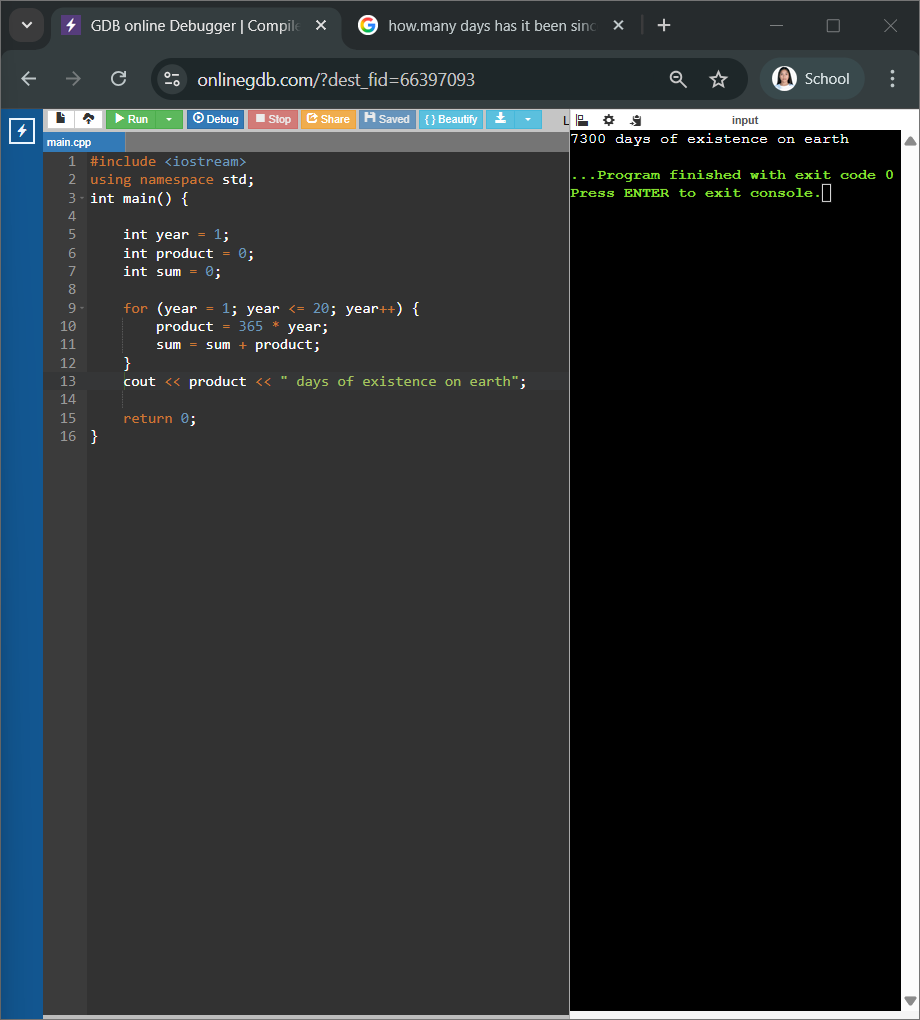 GDB online Debugger | Compile
how.many days has it been sinc
onlinegdb.com/?dest_fid=66397093
School
Run
Debug
Stop
Share
Saved
{ } Beautify
L
input
main.cpp
1 #include <iostream>
2 using namespace std;
3 int main() {
4
5 int year = 1;
6 int product = 0;
7 int sum = 0;
8
9 for (year = 1; year <= 20; year++) {
10 product = 365 * year;
11 sum = sum + product;
12 }
13 cout << product << " days of existence on earth";
14
15 return 0;
16 }
7300 days of existence on earth
...Program finished with exit code 0
Press ENTER to exit console.